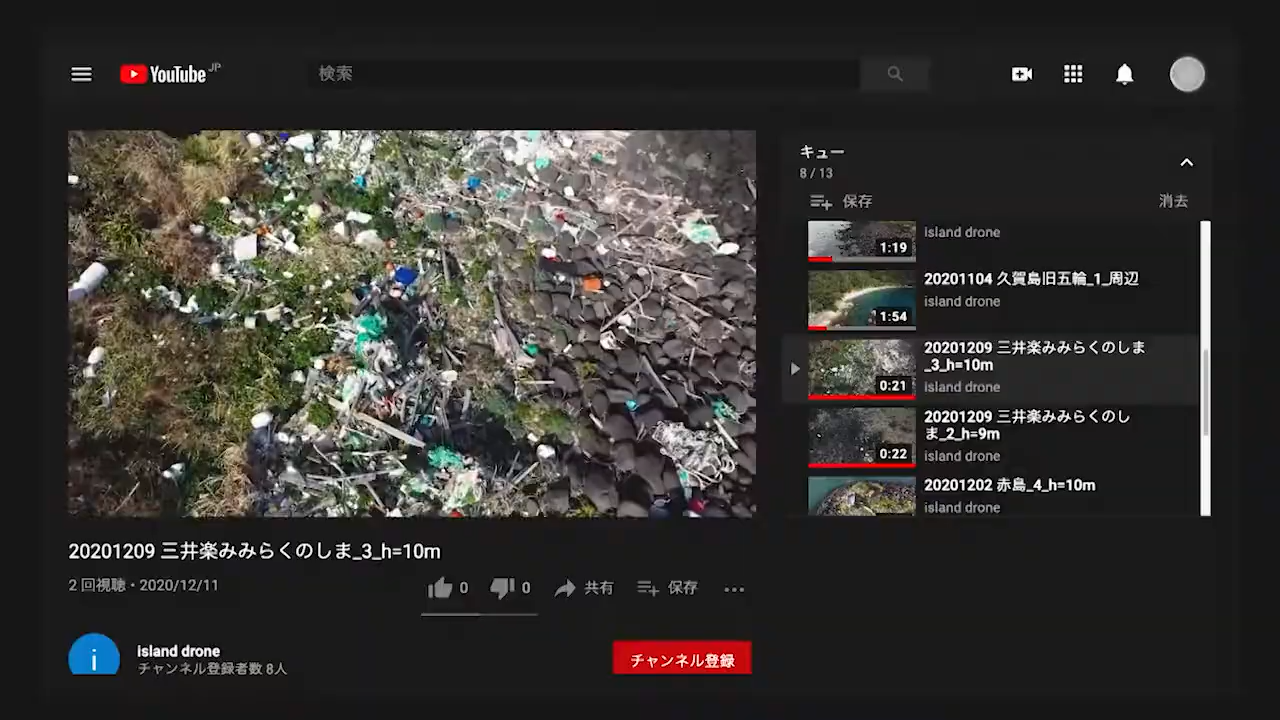 YouTube JP
検索
キュー
8 / 13
保存
消去
1:19
island drone
1:54
20201104 久賀島旧五輪_1_周辺
island drone
0:21
20201209 三井楽みみらくのしま
_3_h=10m
island drone
0:22
20201209 三井楽みみらくのし
ま_2_h=9m
island drone
20201202 赤島_4_h=10m
island drone
20201209 三井楽みみらくのしま_3_h=10m
2 回視聴・2020/12/11
0
0
共有
保存
i
island drone
チャンネル登録者数 8人
チャンネル登録